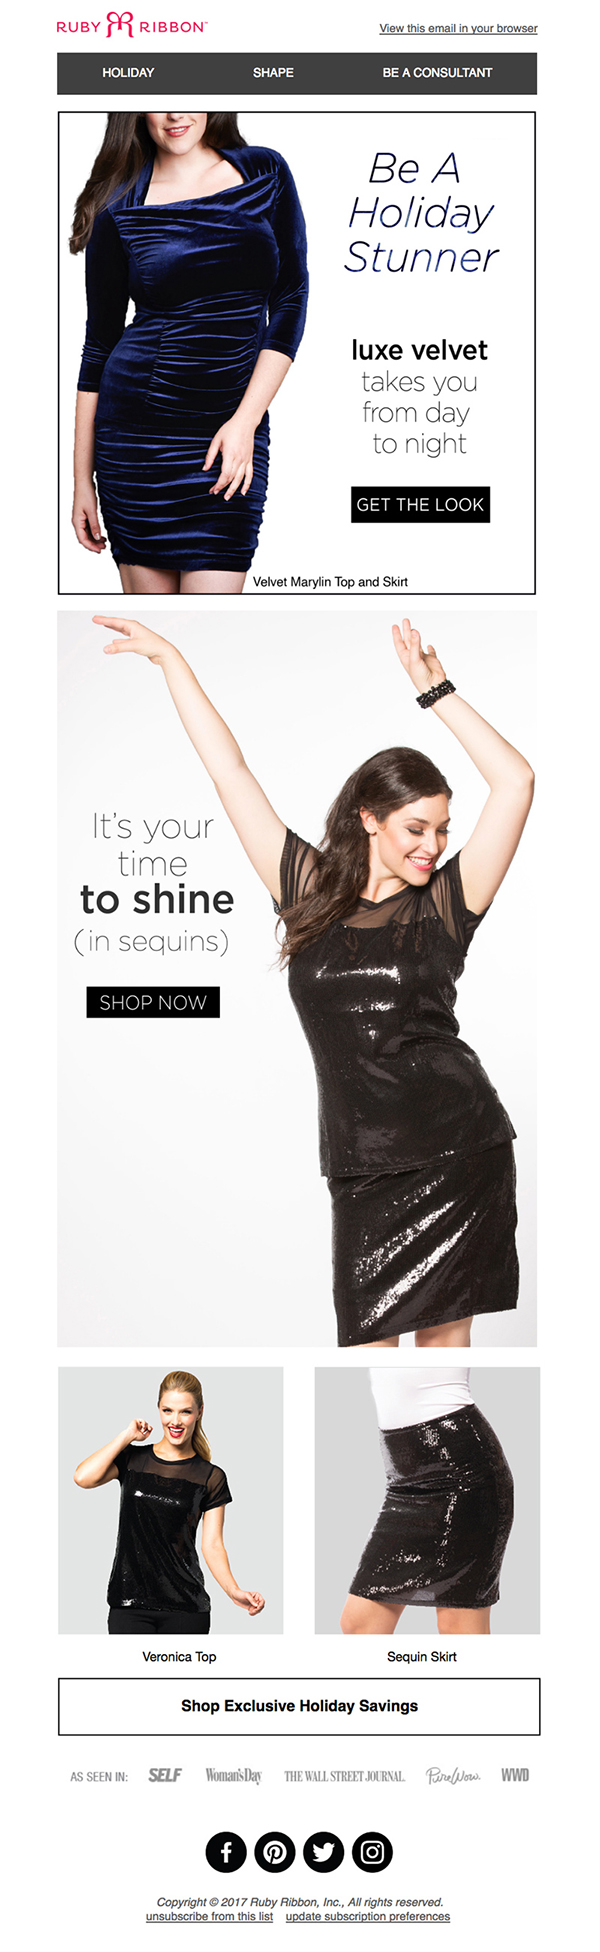 RUBY RIBBON™
View this email in your browser
HOLIDAY SHAPE BE A CONSULTANT
Be A
Holiday
Stunner
luxe velvet
takes you
from day
to night
GET THE LOOK
Velvet Marylin Top and Skirt
It's your
time
to shine
(in sequins)
SHOP NOW
Veronica Top
Sequin Skirt
Shop Exclusive Holiday Savings
AS SEEN IN: SELF Woman'sDay THE WALL STREET JOURNAL. PureWow. WWD
Copyright © 2017 Ruby Ribbon, Inc., All rights reserved.
unsubscribe from this list update subscription preferences